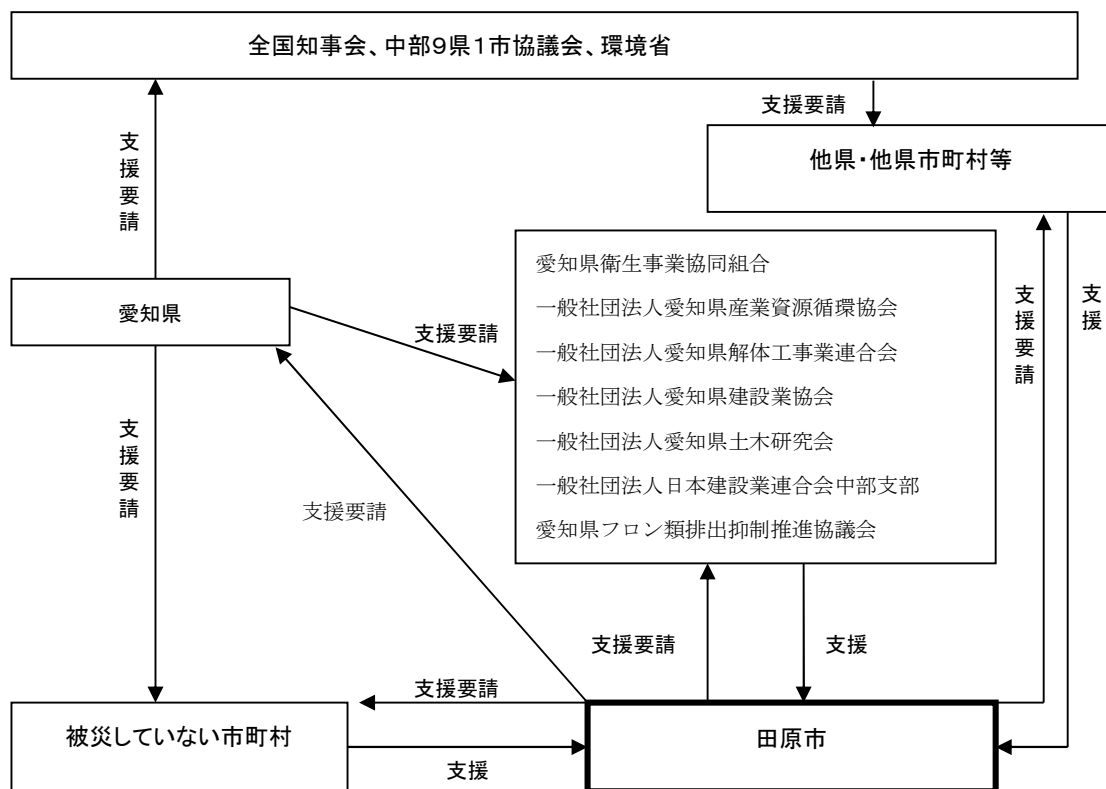 全国知事会、中部９県１市協議会、環境省
支援要請
支援要請
他県・他県市町村等
愛知県
支援要請
愛知県衛生事業協同組合
一般社団法人愛知県産業資源循環協会
一般社団法人愛知県解体工事業連合会
一般社団法人愛知県建設業協会
一般社団法人愛知県土木研究会
一般社団法人日本建設業連合会中部支部
愛知県フロン類排出抑制推進協議会
支援要請
支援
支援要請
支援要請
支援要請
支援
支援要請
被災していない市町村
支援
田原市